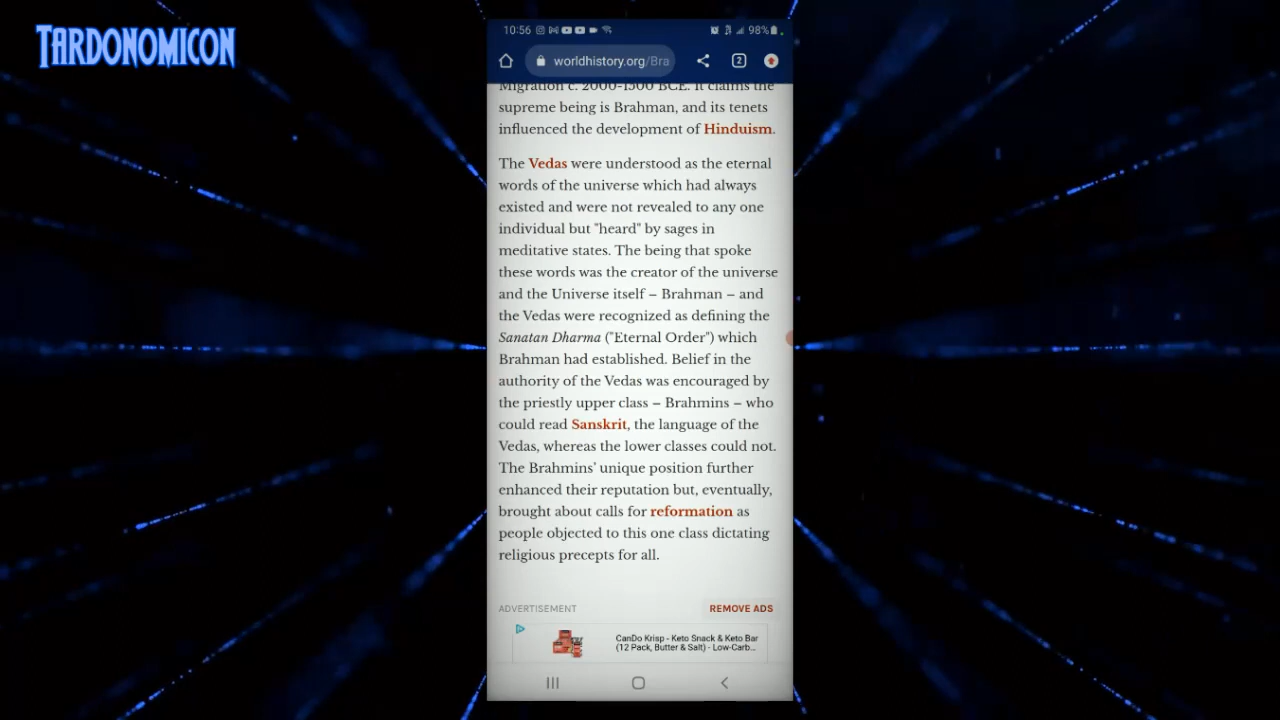 TARDONOMICON
10:56
98%
worldhistory.org/Bra
2
Migration c. 2000-1500 BCE. It claims the
supreme being is Brahman, and its tenets
influenced the development of Hinduism.
The Vedas were understood as the eternal
words of the universe which had always
existed and were not revealed to any one
individual but "heard" by sages in
meditative states. The being that spoke
these words was the creator of the universe
and the Universe itself – Brahman – and
the Vedas were recognized as defining the
Sanatan Dharma ("Eternal Order") which
Brahman had established. Belief in the
authority of the Vedas was encouraged by
the priestly upper class – Brahmins – who
could read Sanskrit, the language of the
Vedas, whereas the lower classes could not.
The Brahmins' unique position further
enhanced their reputation but, eventually,
brought about calls for reformation as
people objected to this one class dictating
religious precepts for all.
ADVERTISEMENT
REMOVE ADS
CanDo Krisp - Keto Snack & Keto Bar
(12 Pack, Butter & Salt) - Low-Carb...